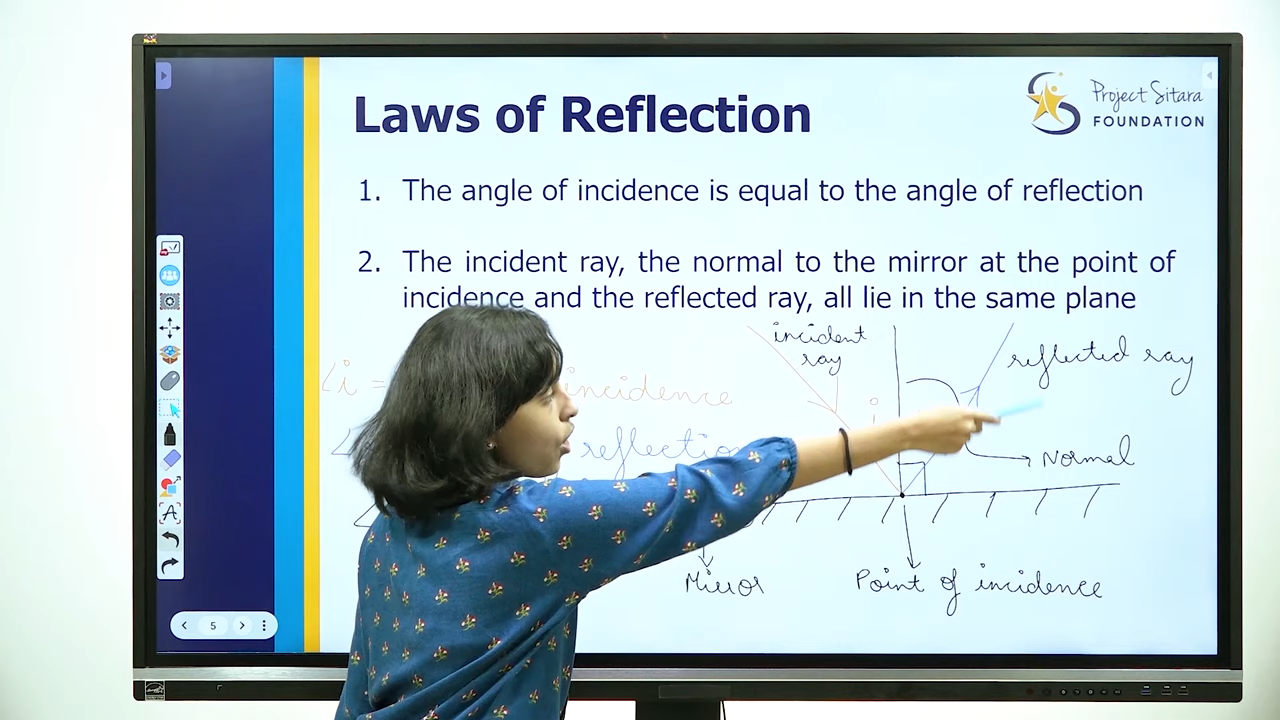 Laws of Reflection
Project Sitara
FOUNDATION
1. The angle of incidence is equal to the angle of reflection
2. The incident ray, the normal to the mirror at the point of
incidence and the reflected ray, all lie in the same plane
incident
ray
reflected ray
∠i = incidence
i
∠ reflection
Normal
Mirror
Point of incidence
A
5